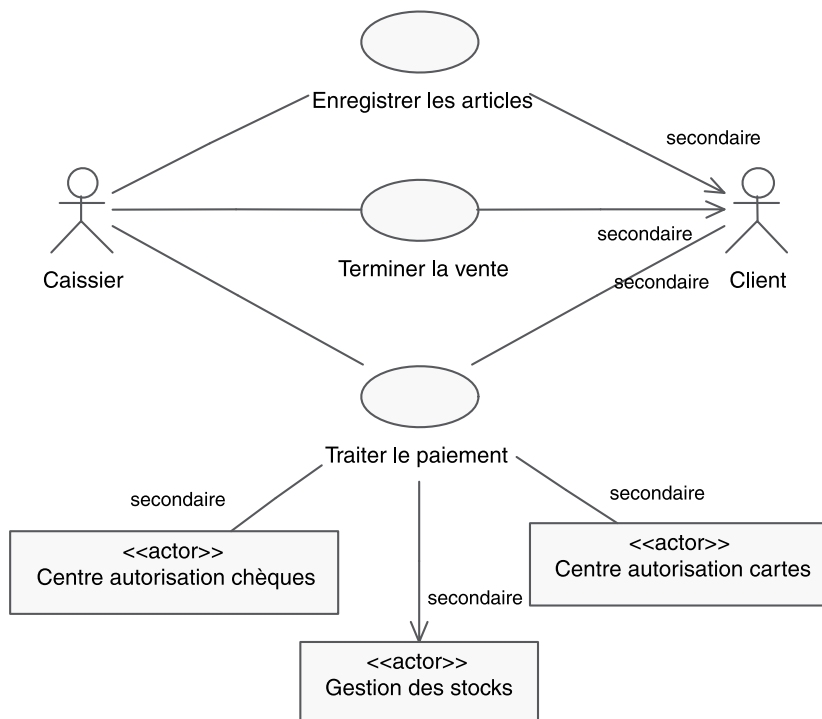 Enregistrer les articles
secondaire
Caissier
Terminer la vente
secondaire
secondaire
Client
Traiter le paiement
secondaire
secondaire
<<actor>>
Centre autorisation chèques
<<actor>>
Centre autorisation cartes
secondaire
<<actor>>
Gestion des stocks